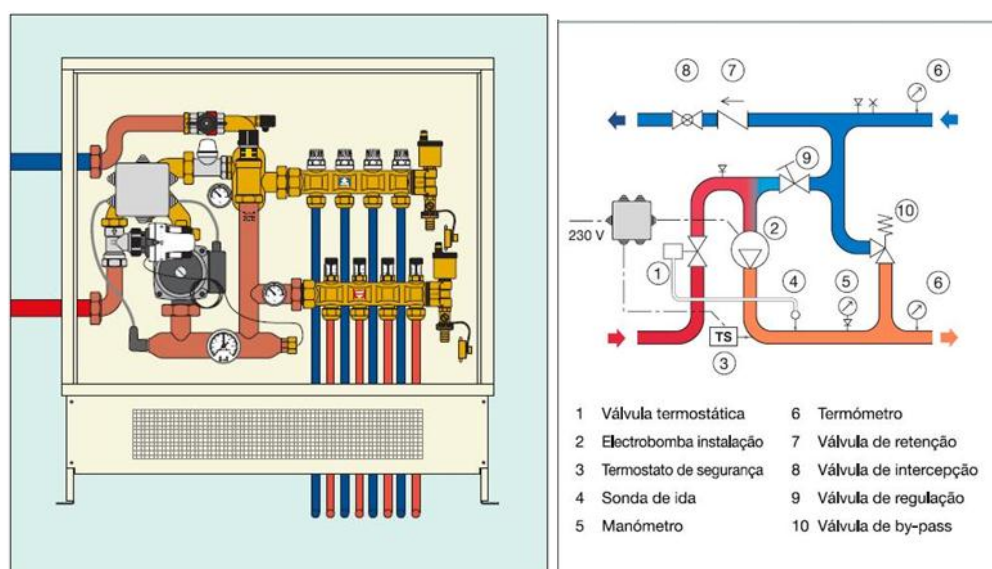 8
7
6
9
230 V
2
10
1
4
5
6
TS
3
1 Válvula termostática
2 Electrobomba instalação
3 Termostato de segurança
4 Sonda de ida
5 Manómetro
6 Termómetro
7 Válvula de retenção
8 Válvula de intercepção
9 Válvula de regulação
10 Válvula de by-pass